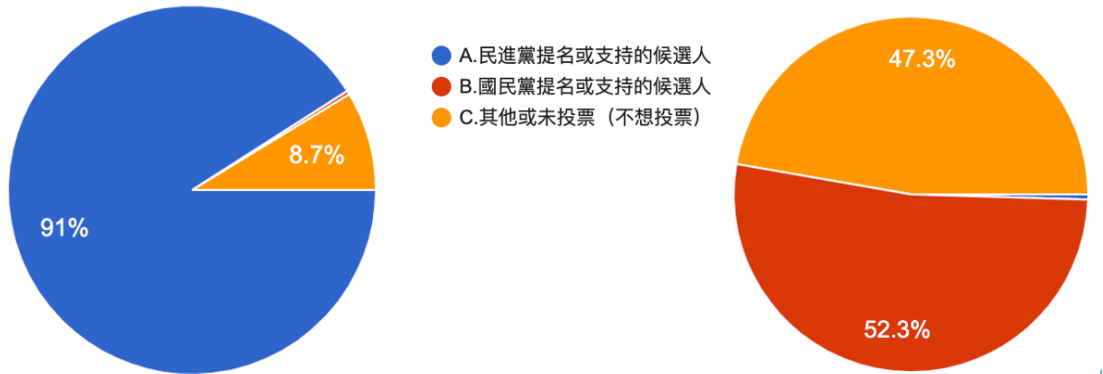 A.民進黨提名或支持的候選人
B.國民黨提名或支持的候選人
C.其他或未投票（不想投票）
8.7%
91%
47.3%
52.3%